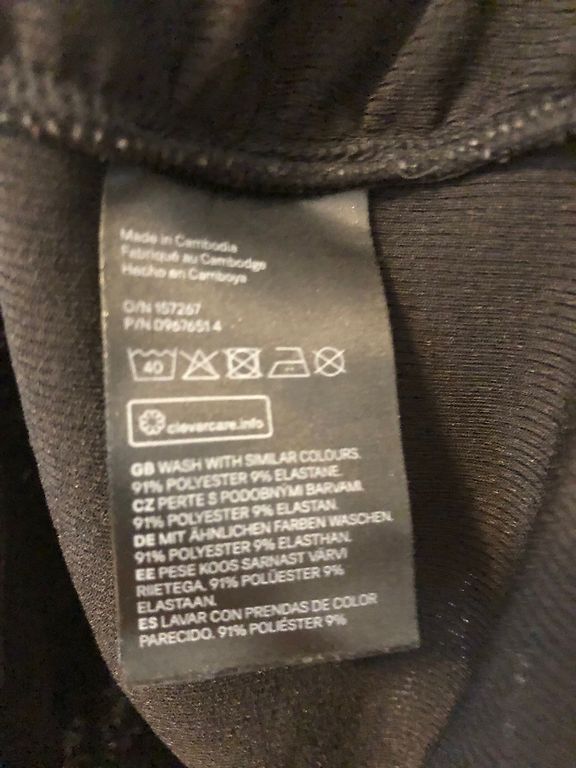 Made in Cambodia
Fabriqué au Cambodge
Hecho en Camboya
O/N 157267
P/N 0967651 4
40
clevercare.info
GB WASH WITH SIMILAR COLOURS.
91% POLYESTER 9% ELASTANE.
CZ PERTE S PODOBNÝMI BARVAMI.
91% POLYESTER 9% ELASTAN.
DE MIT ÄHNLICHEN FARBEN WASCHEN.
91% POLYESTER 9% ELASTHAN.
EE PESE KOOS SARNAST VÄRVI
RIIETEGA. 91% POLÜESTER 9%
ELASTAAN.
ES LAVAR CON PRENDAS DE COLOR
PARECIDO. 91% POLIÉSTER 9%